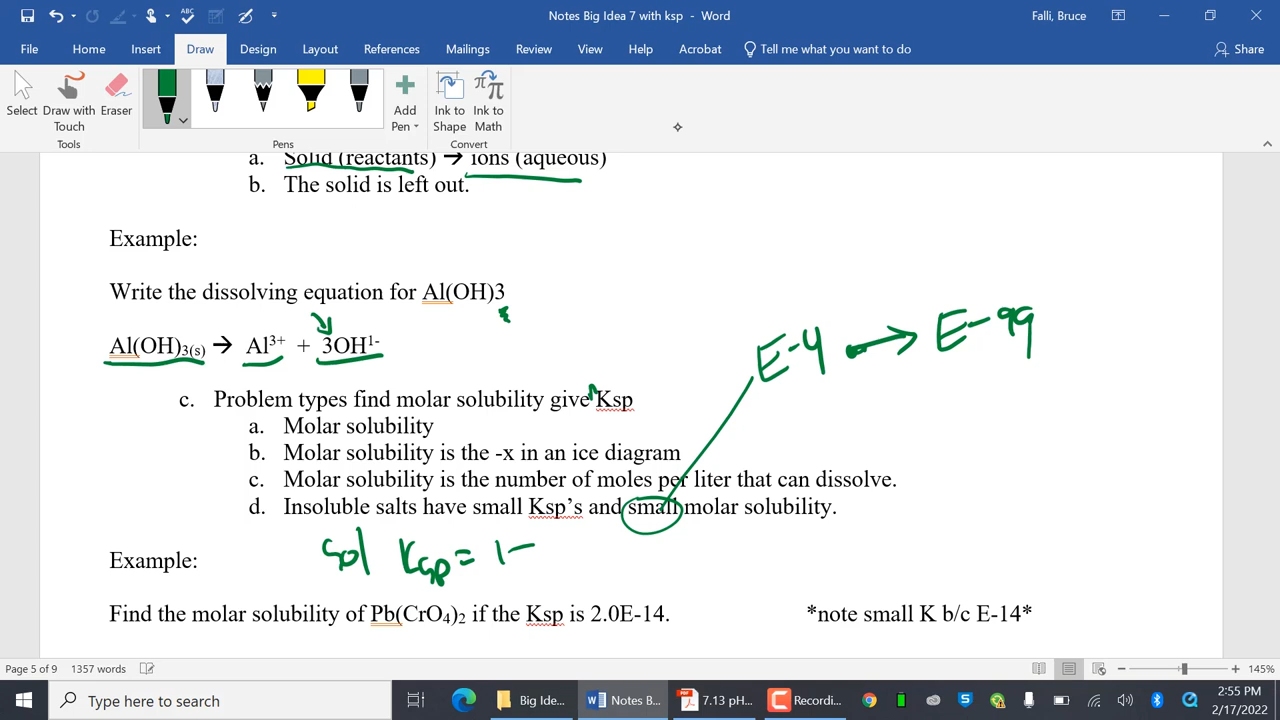 Notes Big Idea 7 with ksp - Word
Falli, Bruce
File Home Insert Draw Design Layout References Mailings Review View Help Acrobat Tell me what you want to do Share
Select Draw with Touch Eraser Add Pen Ink to Shape Ink to Math
Tools Pens Convert
a. Solid (reactants) → ions (aqueous)
b. The solid is left out.
Example:
Write the dissolving equation for Al(OH)3
E-4 → E-99
Al(OH)₃₍ₛ₎ → Al³⁺ + 3OH¹⁻
c. Problem types find molar solubility give Ksp
a. Molar solubility
b. Molar solubility is the -x in an ice diagram
c. Molar solubility is the number of moles per liter that can dissolve.
d. Insoluble salts have small Ksp's and small molar solubility.
Sol Ksp = 1-
Example:
Find the molar solubility of Pb(CrO₄)₂ if the Ksp is 2.0E-14. *note small K b/c E-14*
Page 5 of 9 1357 words 145%
Type here to search Big Idea ... Notes B... 7.13 pH... Recordi... 2:55 PM
2/17/2022